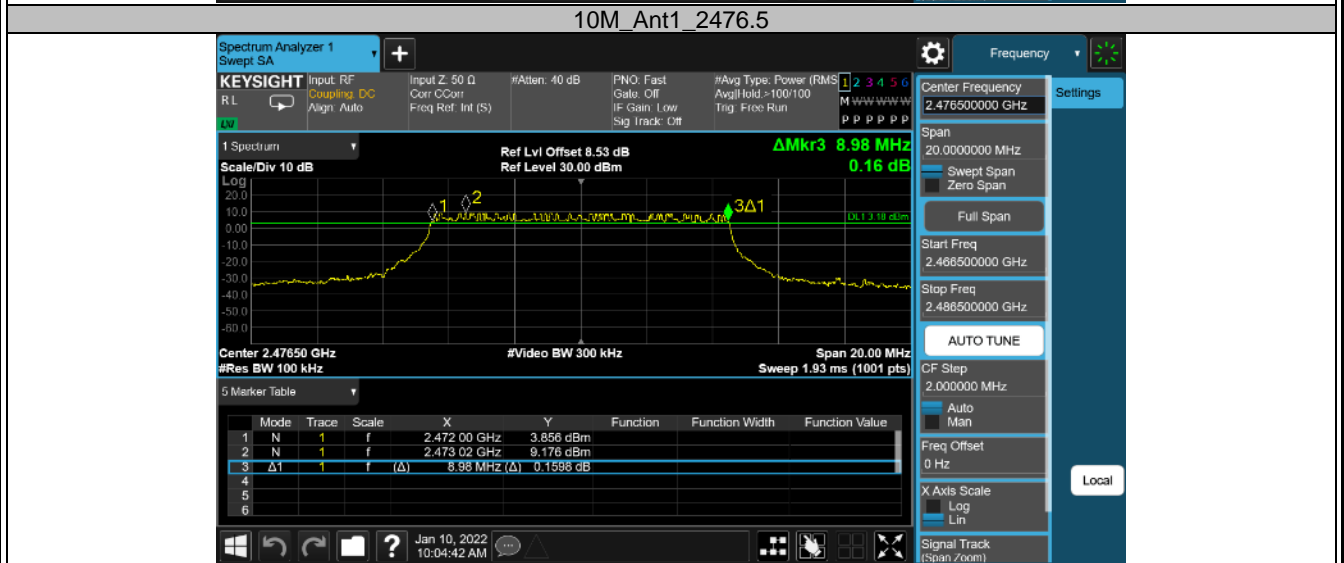 10M_Ant1_2476.5
Spectrum Analyzer 1
Swept SA
+
Frequency
KEYSIGHT
R L
Input: RF
Coupling: DC
Align: Auto
Input Z: 50 Ω
Corr CCorr
Freq Ref: Int (S)
#Atten: 40 dB
PNO: Fast
Gate: Off
IF Gain: Low
Sig Track: Off
#Avg Type: Power (RMS
Avg|Hold:>100/100
Trig: Free Run
1 2 3 4 5 6
M W W W W W
P P P P P P
Center Frequency
2.476500000 GHz
Settings
1 Spectrum
Scale/Div 10 dB
Ref Lvl Offset 8.53 dB
Ref Level 30.00 dBm
ΔMkr3 8.98 MHz
0.16 dB
Span
20.0000000 MHz
Swept Span
Zero Span
Full Span
Log
20.0
10.0
0.00
-10.0
-20.0
-30.0
-40.0
-50.0
-60.0
1
2
3Δ1
DL1 3.18 dBm
Start Freq
2.466500000 GHz
Stop Freq
2.486500000 GHz
AUTO TUNE
Center 2.47650 GHz
#Res BW 100 kHz
#Video BW 300 kHz
Span 20.00 MHz
Sweep 1.93 ms (1001 pts)
CF Step
2.000000 MHz
Auto
Man
5 Marker Table
Mode Trace Scale X Y Function Function Width Function Value
1 N 1 f 2.472 00 GHz 3.856 dBm
2 N 1 f 2.473 02 GHz 9.176 dBm
3 Δ1 1 f (Δ) 8.98 MHz (Δ) 0.1598 dB
4
5
6
Freq Offset
0 Hz
X Axis Scale
Log
Lin
Local
Signal Track
(Span Zoom)
?
Jan 10, 2022
10:04:42 AM